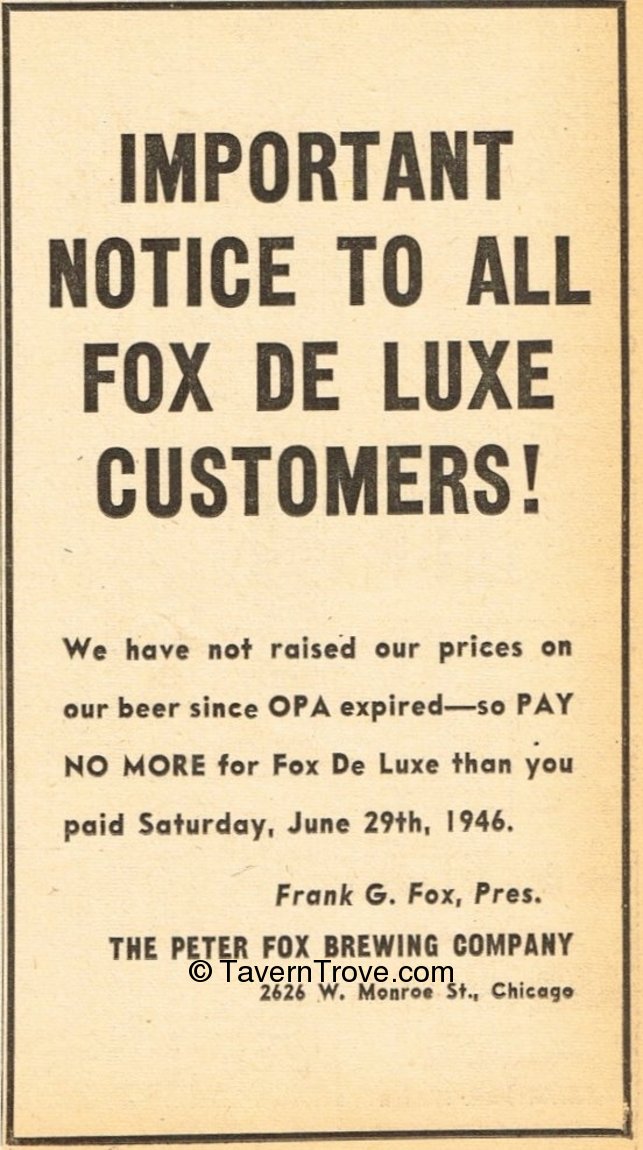 IMPORTANT
NOTICE TO ALL
FOX DE LUXE
CUSTOMERS!
We have not raised our prices on
our beer since OPA expired—so PAY
NO MORE for Fox De Luxe than you
paid Saturday, June 29th, 1946.
Frank G. Fox, Pres.
THE PETER FOX BREWING COMPANY
© TavernTrove.com
2626 W. Monroe St., Chicago